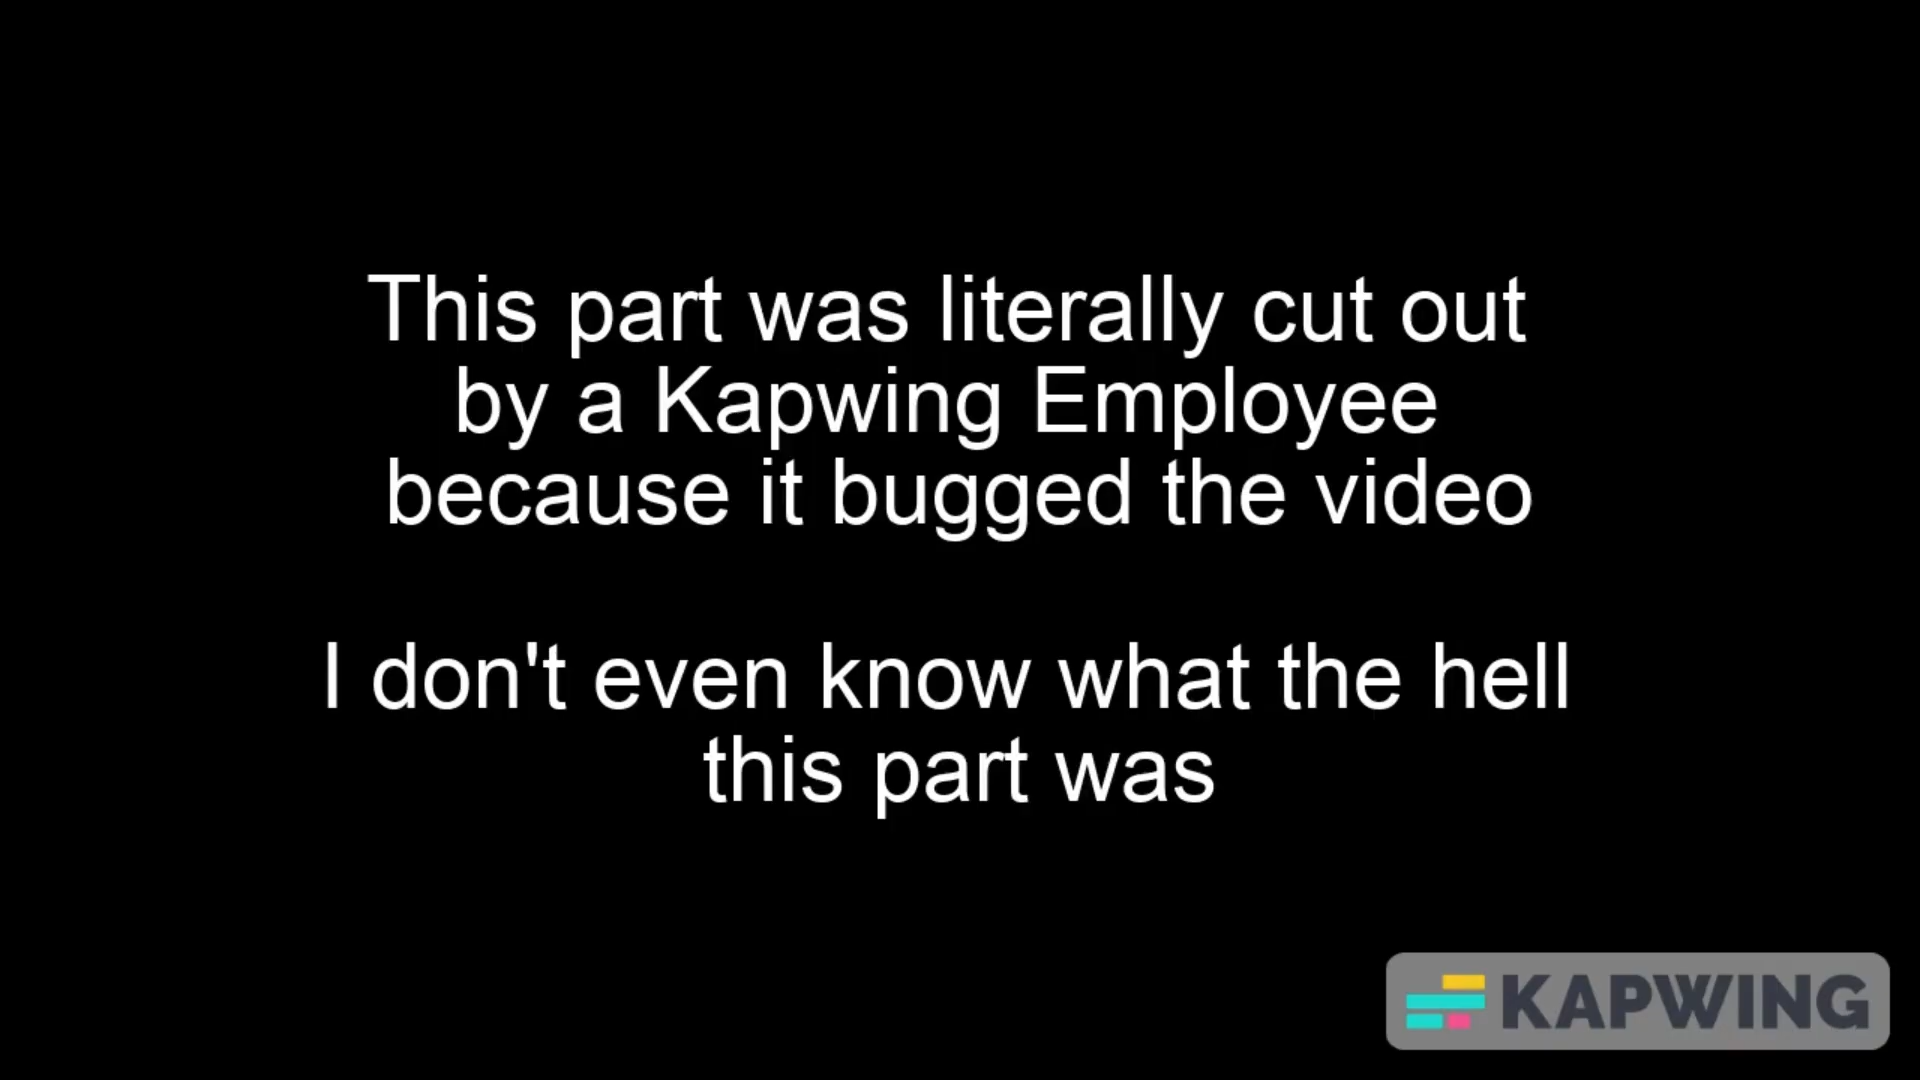 This part was literally cut out
by a Kapwing Employee
because it bugged the video
I don't even know what the hell
this part was
KAPWING